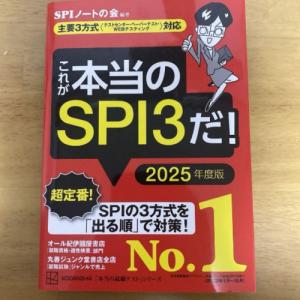 SPIノートの会 編著
主要3方式〈テストセンター・ペーパーテスト・WEBテスティング〉対応
これが
本当の
SPI3だ!
2025年度版
超定番!
SPIの3方式を
「出る順」で対策!
オール紀伊國屋書店
丸善ジュンク堂書店全店
No.1
KODANSHA